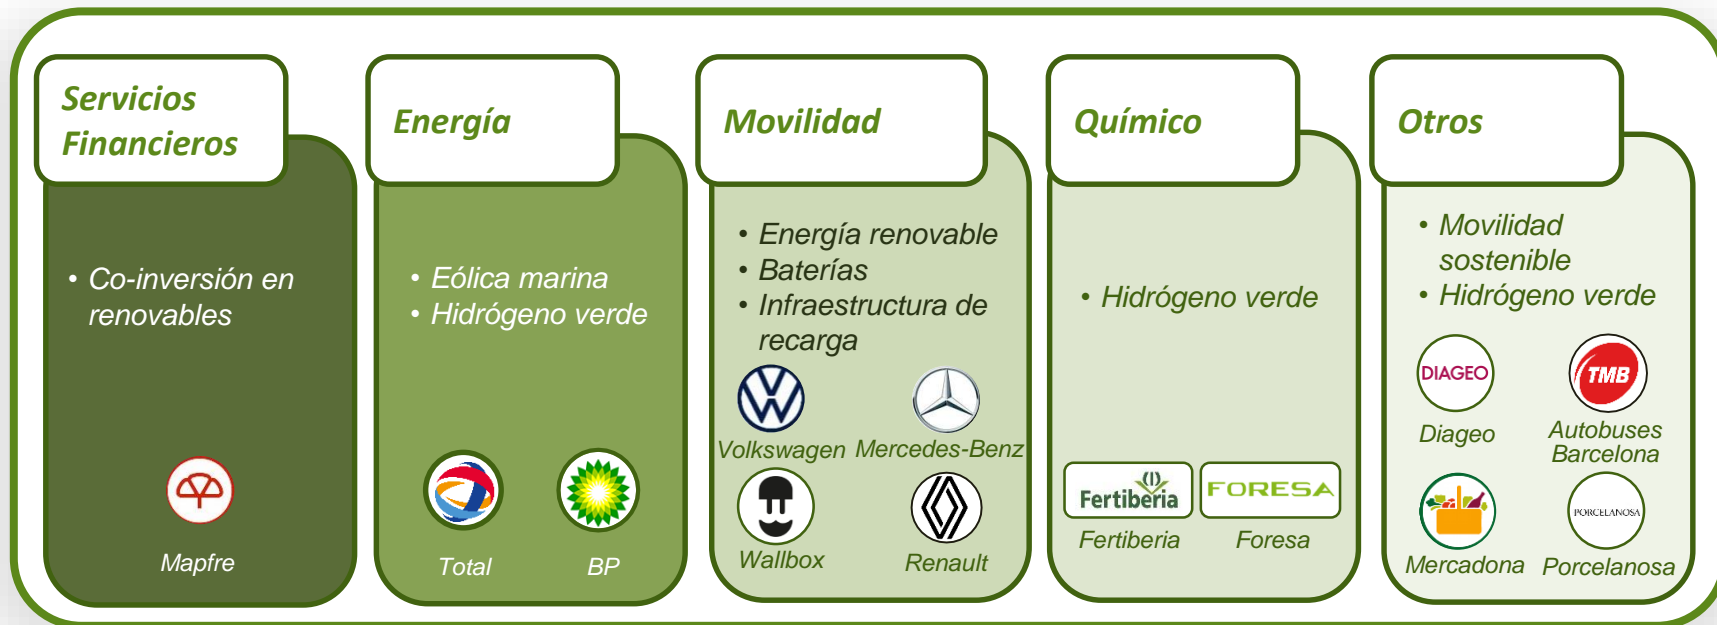 Servicios
Financieros
• Co-inversión en
renovables
Mapfre
Energía
• Eólica marina
• Hidrógeno verde
Total
BP
Movilidad
• Energía renovable
• Baterías
• Infraestructura de
recarga
Volkswagen
Mercedes-Benz
Wallbox
Renault
Químico
• Hidrógeno verde
Fertiberia
FORESA
Fertiberia
Foresa
Otros
• Movilidad
sostenible
• Hidrógeno verde
DIAGEO
TMB
Diageo
Autobuses
Barcelona
PORCELANOSA
Mercadona
Porcelanosa